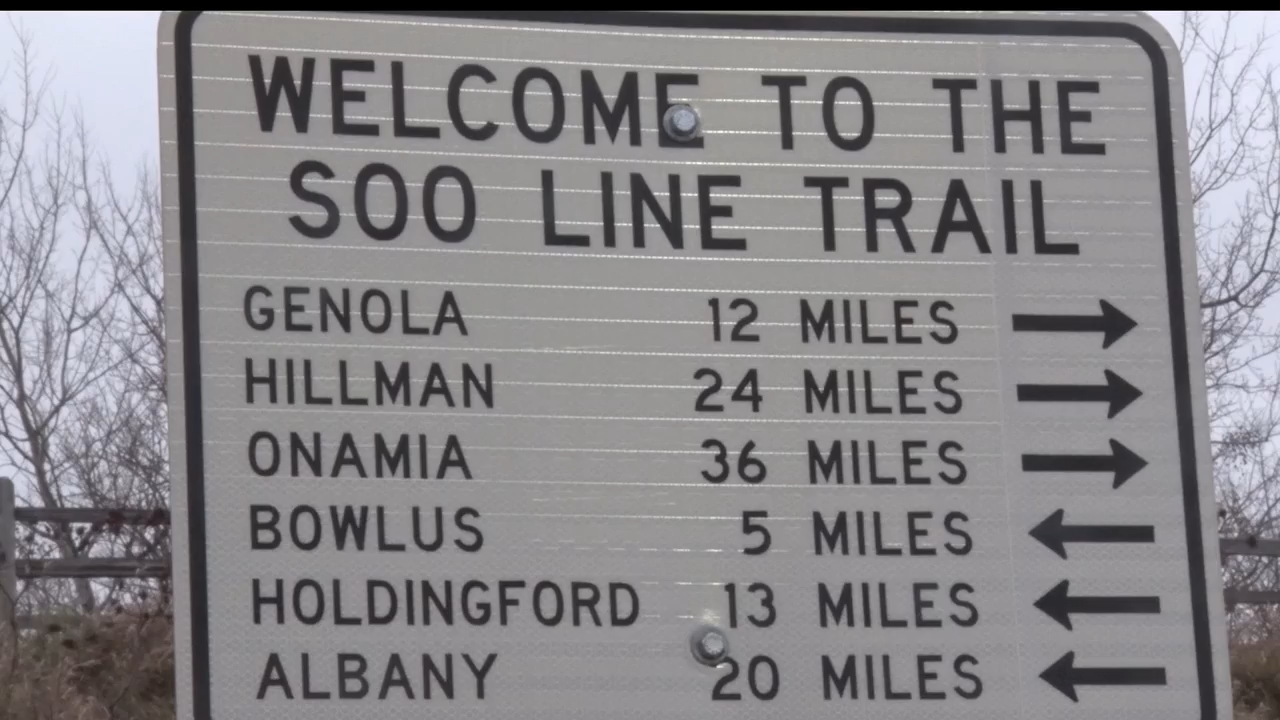 WELCOME TO THE
SOO LINE TRAIL
GENOLA 12 MILES →
HILLMAN 24 MILES →
ONAMIA 36 MILES →
BOWLUS 5 MILES ←
HOLDINGFORD 13 MILES ←
ALBANY 20 MILES ←